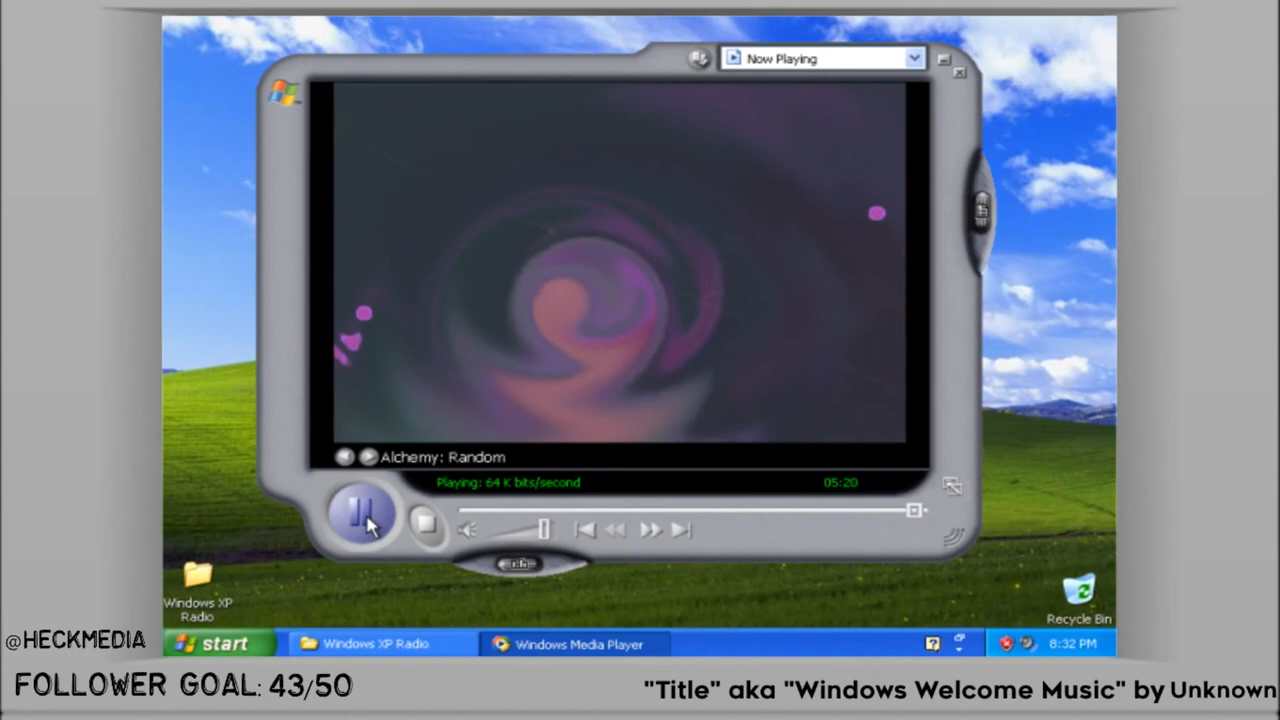 Now Playing
Alchemy: Random
Playing: 64 K bits/second
05:20
Windows XP
Radio
Recycle Bin
start
Windows XP Radio
Windows Media Player
8:32 PM
@HECKMEDIA
FOLLOWER GOAL: 43/50
"Title" aka "Windows Welcome Music" by Unknown